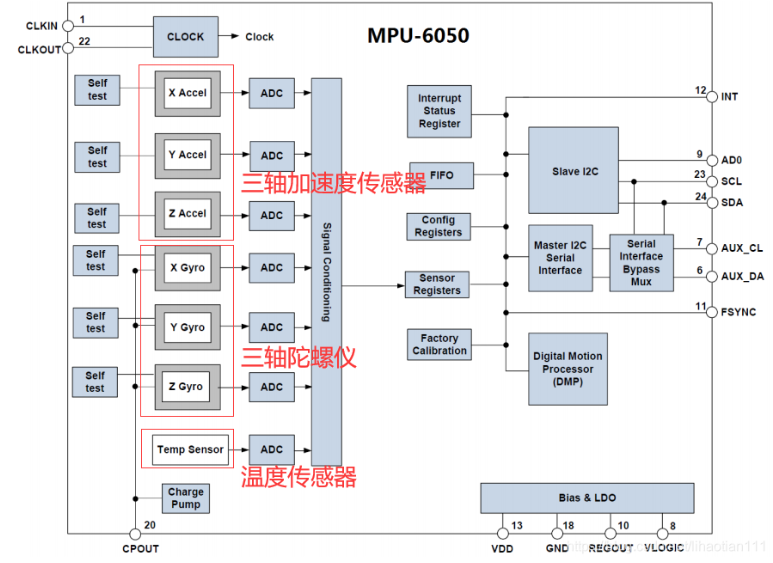 MPU-6050
CLKIN
1
CLKOUT
22
CLOCK
Clock
Self
test
X Accel
ADC
Self
test
Y Accel
ADC
三轴加速度传感器
Self
test
Z Accel
ADC
Self
test
X Gyro
ADC
Self
test
Y Gyro
ADC
三轴陀螺仪
Self
test
Z Gyro
ADC
Temp Sensor
ADC
温度传感器
Charge
Pump
20
CPOUT
Signal Conditioning
Interrupt
Status
Register
FIFO
Config
Registers
Sensor
Registers
Factory
Calibration
Slave I2C
Master I2C
Serial
Interface
Serial
Interface
Bypass
Mux
Digital Motion
Processor
(DMP)
12
INT
9
AD0
23
SCL
24
SDA
7
AUX_CL
6
AUX_DA
11
FSYNC
Bias & LDO
13
18
10
8
VDD
GND
REGOUT
VLOGIC